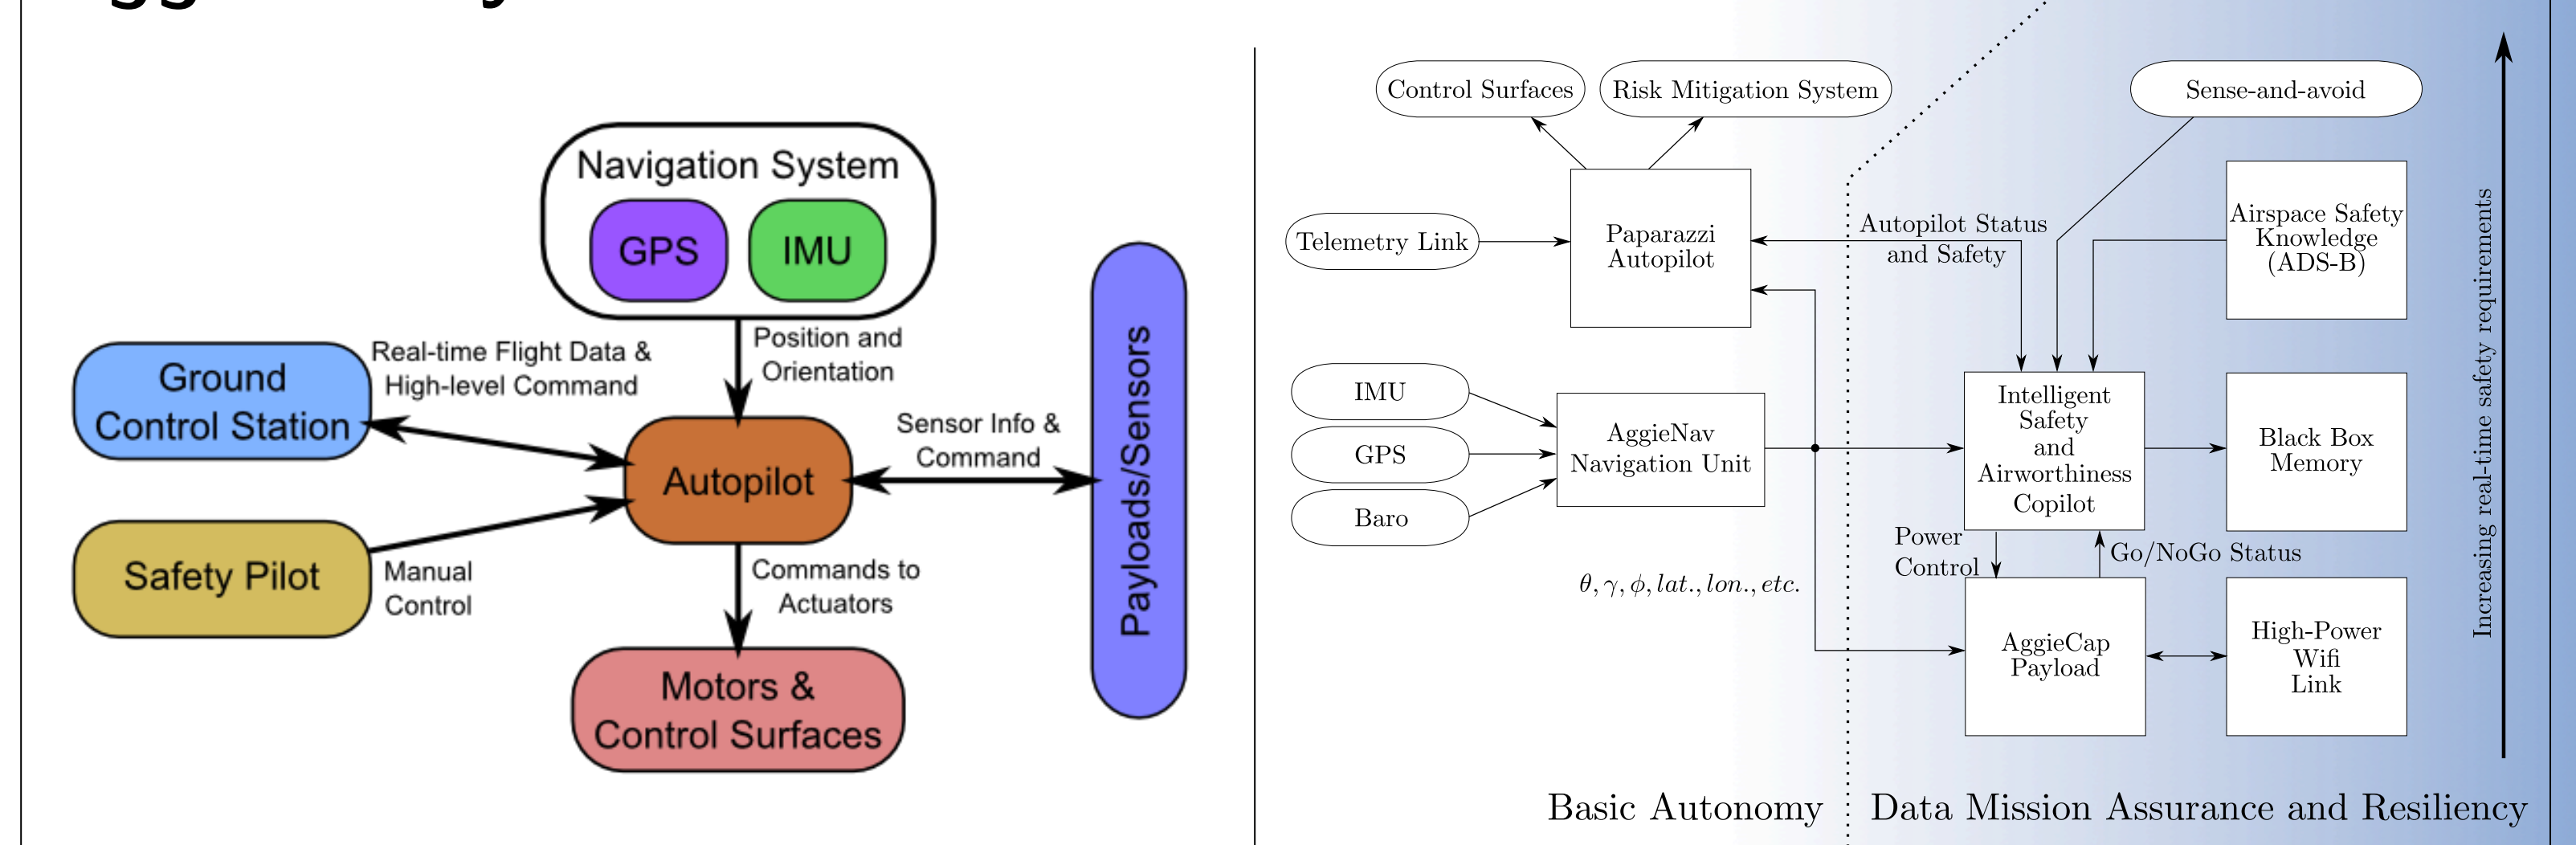 Navigation System
GPS
IMU
Position and
Orientation
Ground
Control Station
Real-time Flight Data &
High-level Command
Autopilot
Sensor Info &
Command
Payloads/Sensors
Safety Pilot
Manual
Control
Commands to
Actuators
Motors &
Control Surfaces
Control Surfaces
Risk Mitigation System
Sense-and-avoid
Telemetry Link
Paparazzi
Autopilot
Autopilot Status
and Safety
Airspace Safety
Knowledge
(ADS-B)
IMU
GPS
Baro
AggieNav
Navigation Unit
Intelligent
Safety
and
Airworthiness
Copilot
Black Box
Memory
Power
Control
Go/NoGo Status
θ, γ, ϕ, lat., lon., etc.
AggieCap
Payload
High-Power
Wifi
Link
Increasing real-time safety requirements
Basic Autonomy
Data Mission Assurance and Resiliency